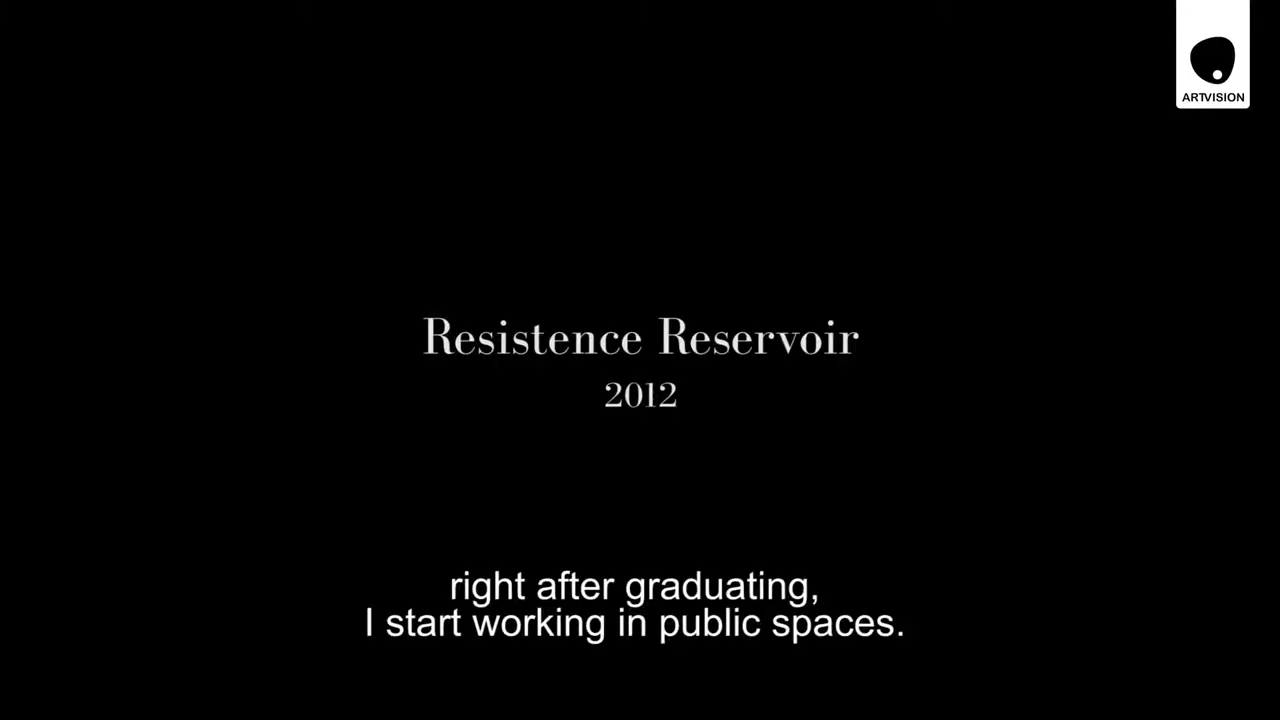 ARTVISION
Resistence Reservoir
2012
right after graduating,
I start working in public spaces.